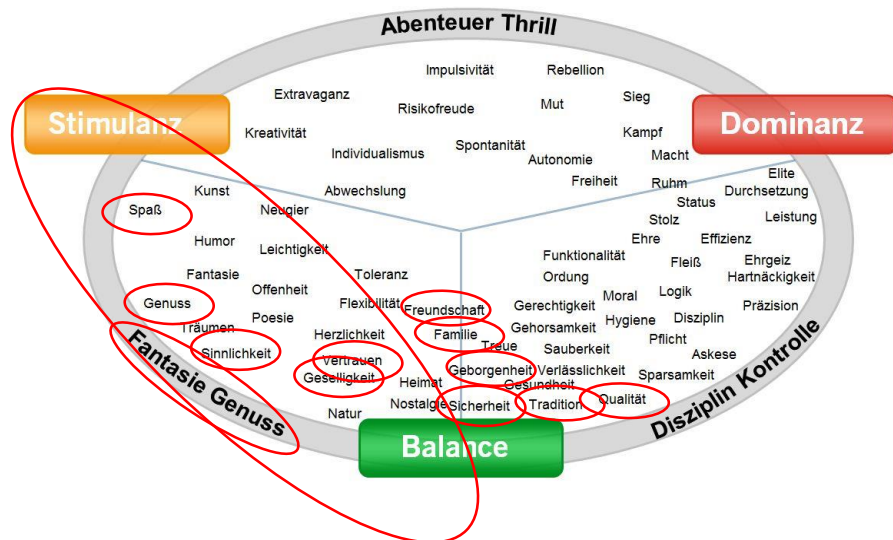 Abenteuer Thrill
Impulsivität
Rebellion
Extravaganz
Risikofreude
Mut
Sieg
Stimulanz
Dominanz
Kreativität
Kampf
Individualismus
Spontanität
Autonomie
Macht
Freiheit
Ruhm
Elite
Kunst
Abwechslung
Durchsetzung
Status
Spaß
Neugier
Stolz
Leistung
Humor
Leichtigkeit
Ehre
Effizienz
Funktionalität
Fleiß
Ehrgeiz
Fantasie
Toleranz
Ordung
Hartnäckigkeit
Offenheit
Logik
Genuss
Flexibilität
Freundschaft
Gerechtigkeit
Moral
Präzision
Träumen
Poesie
Hygiene
Disziplin
Herzlichkeit
Familie
Gehorsamkeit
Pflicht
Sinnlichkeit
Treue
Sauberkeit
Askese
Vertrauen
Geselligkeit
Geborgenheit
Verlässlichkeit
Sparsamkeit
Heimat
Gesundheit
Natur
Nostalgie
Sicherheit
Tradition
Qualität
Fantasie Genuss
Disziplin Kontrolle
Balance